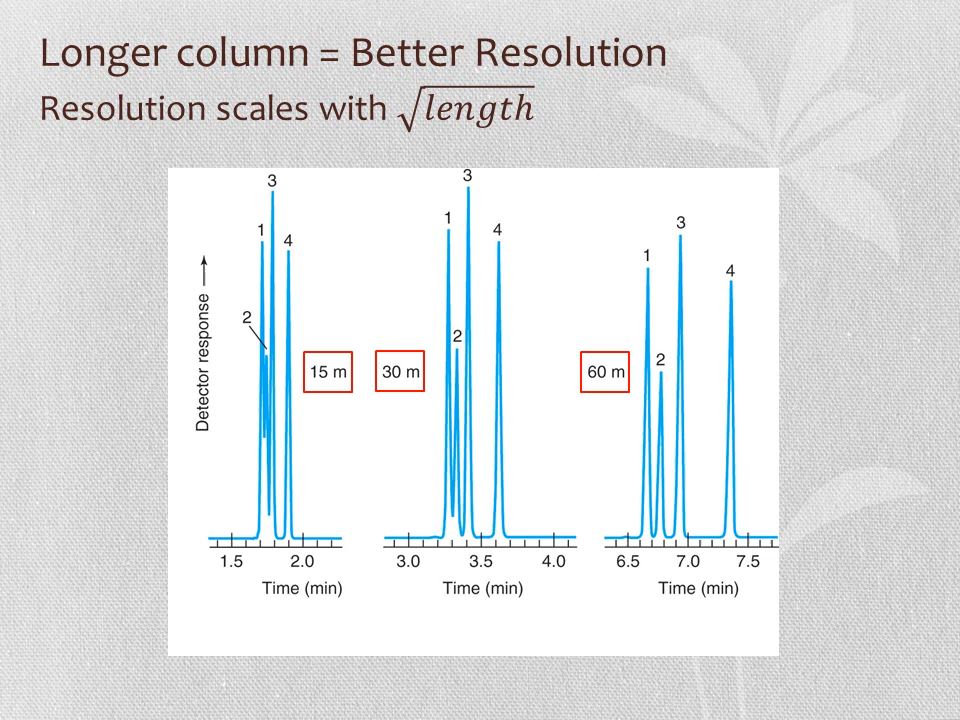 Longer column = Better Resolution
Resolution scales with √length
3
1
4
2
Detector response
15 m
1.5 2.0
Time (min)
3
1
4
2
30 m
3.0 3.5 4.0
Time (min)
3
1
4
2
60 m
6.5 7.0 7.5
Time (min)